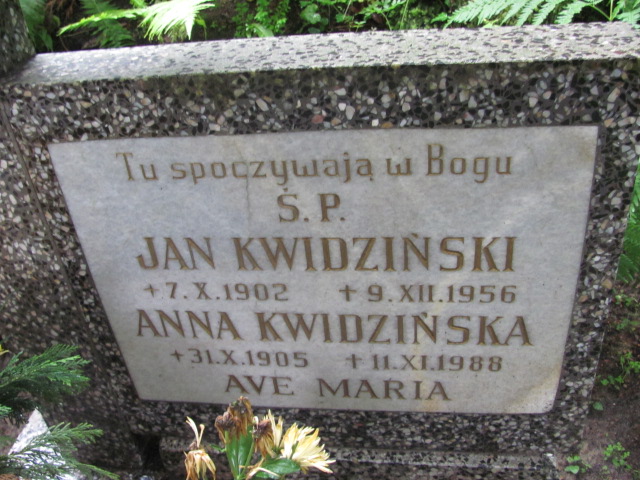 Tu spoczywają w Bogu
Ś.P.
JAN KWIDZIŃSKI
+7.X.1902 +9.XII.1956
ANNA KWIDZIŃSKA
+31.X.1905 +11.XI.1988
AVE MARIA